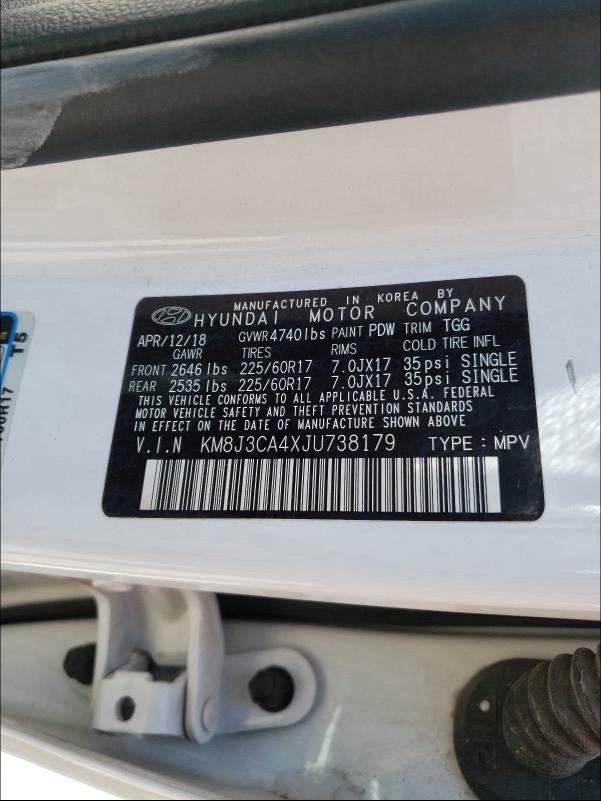 MANUFACTURED IN KOREA BY
HYUNDAI MOTOR COMPANY
APR/12/18 GVWR 4740lbs PAINT PDW TRIM TGG
GAWR TIRES RIMS COLD TIRE INFL
FRONT 2646 lbs 225/60R17 7.0JX17 35psi SINGLE
REAR 2535 lbs 225/60R17 7.0JX17 35psi SINGLE
THIS VEHICLE CONFORMS TO ALL APPLICABLE U.S.A. FEDERAL
MOTOR VEHICLE SAFETY AND THEFT PREVENTION STANDARDS
IN EFFECT ON THE DATE OF MANUFACTURE SHOWN ABOVE
V.I.N KM8J3CA4XJU738179 TYPE : MPV
T5
RH